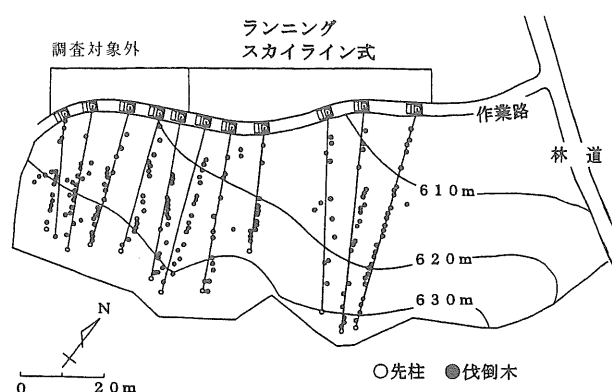 ランニング
スカイライン式
調査対象外
作業路
林道
610m
620m
630m
N
0 20m
○先柱 ●伐倒木